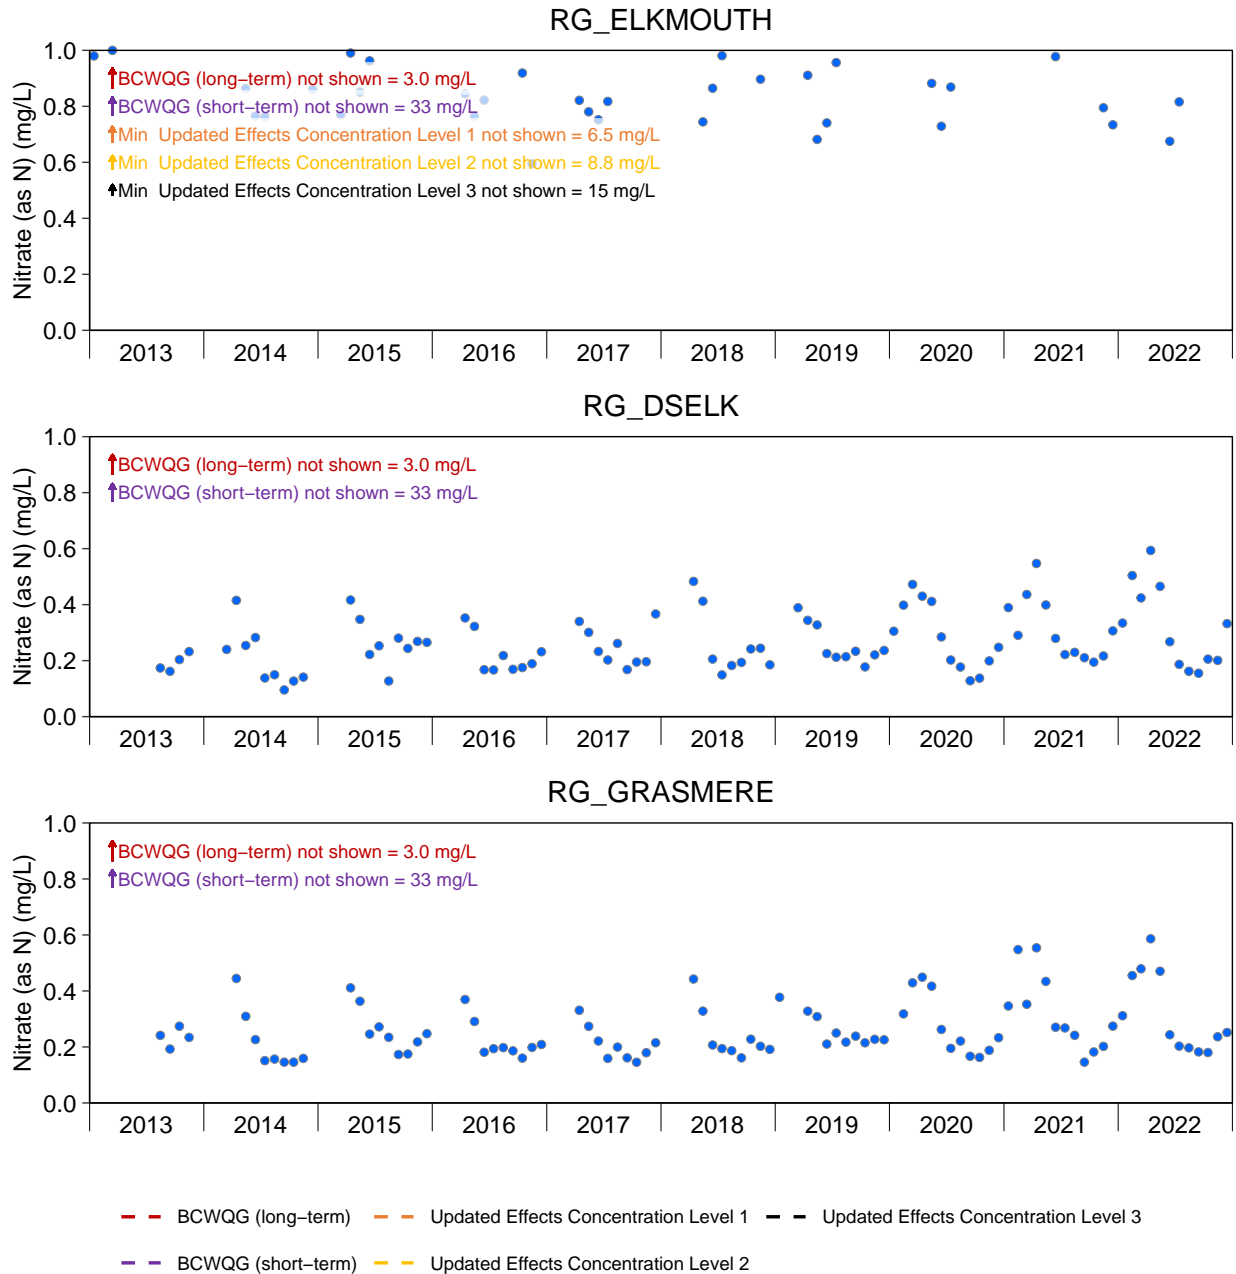 RG_ELKMOUTH
Nitrate (as N) (mg/L)
1.0
0.8
0.6
0.4
0.2
0.0
BCWQG (long−term) not shown = 3.0 mg/L
BCWQG (short−term) not shown = 33 mg/L
Min  Updated Effects Concentration Level 1 not shown = 6.5 mg/L
Min  Updated Effects Concentration Level 2 not shown = 8.8 mg/L
Min  Updated Effects Concentration Level 3 not shown = 15 mg/L
2013 2014 2015 2016 2017 2018 2019 2020 2021 2022
RG_DSELK
Nitrate (as N) (mg/L)
1.0
0.8
0.6
0.4
0.2
0.0
BCWQG (long−term) not shown = 3.0 mg/L
BCWQG (short−term) not shown = 33 mg/L
2013 2014 2015 2016 2017 2018 2019 2020 2021 2022
RG_GRASMERE
Nitrate (as N) (mg/L)
1.0
0.8
0.6
0.4
0.2
0.0
BCWQG (long−term) not shown = 3.0 mg/L
BCWQG (short−term) not shown = 33 mg/L
2013 2014 2015 2016 2017 2018 2019 2020 2021 2022
BCWQG (long−term) Updated Effects Concentration Level 1 Updated Effects Concentration Level 3
BCWQG (short−term) Updated Effects Concentration Level 2